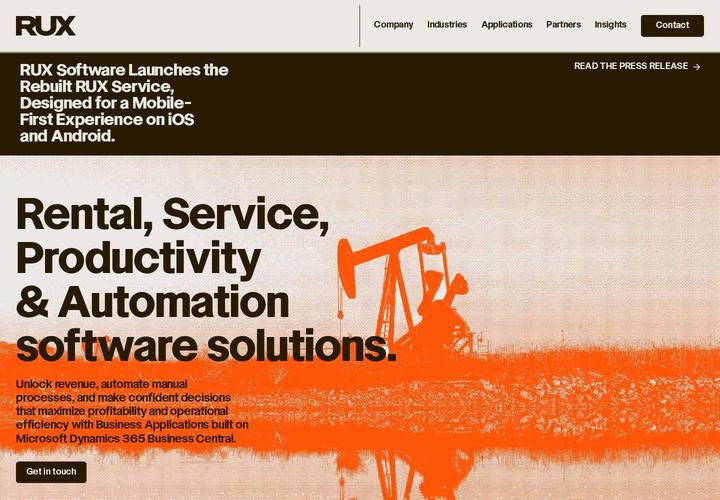 RUX
Company Industries Applications Partners Insights Contact
RUX Software Launches the
Rebuilt RUX Service,
Designed for a Mobile-
First Experience on iOS
and Android.
READ THE PRESS RELEASE →
Rental, Service,
Productivity
& Automation
software solutions.
Unlock revenue, automate manual
processes, and make confident decisions
that maximize profitability and operational
efficiency with Business Applications built on
Microsoft Dynamics 365 Business Central.
Get in touch